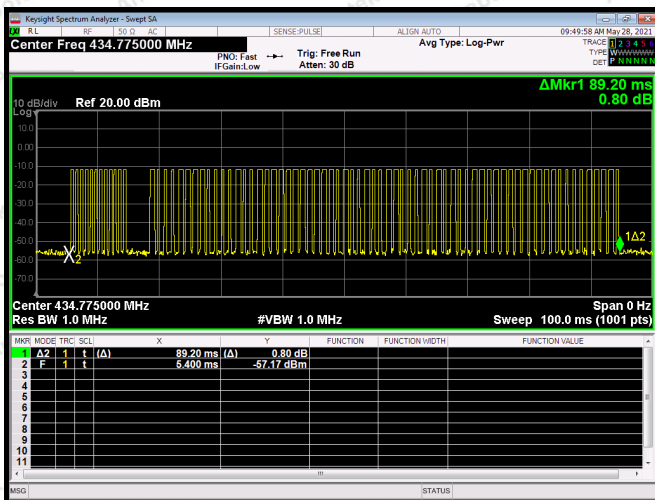 Keysight Spectrum Analyzer - Swept SA
LXI RL RF 50 Ω AC SENSE:PULSE ALIGN AUTO 09:49:58 AM May 28, 2021
Center Freq 434.775000 MHz
PNO: Fast
IFGain:Low
Trig: Free Run
Atten: 30 dB
Avg Type: Log-Pwr
TRACE 1 2 3 4 5 6
TYPE WWWWWW
DET P N N N N N
ΔMkr1 89.20 ms
0.80 dB
10 dB/div Ref 20.00 dBm
Log
10.0
0.00
-10.0
-20.0
-30.0
-40.0
-50.0
-60.0
-70.0
X2
1Δ2
Center 434.775000 MHz Span 0 Hz
Res BW 1.0 MHz #VBW 1.0 MHz Sweep 100.0 ms (1001 pts)
MKR MODE TRC SCL X Y FUNCTION FUNCTION WIDTH FUNCTION VALUE
1 Δ2 1 t (Δ) 89.20 ms (Δ) 0.80 dB
2 F 1 t 5.400 ms -57.17 dBm
3
4
5
6
7
8
9
10
11
MSG STATUS